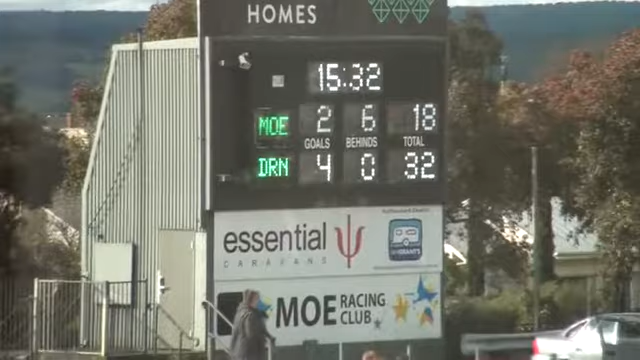 HOMES
15:32
MOE 2 6 18
GOALS BEHINDS TOTAL
DRN 4 0 32
essential
CARAVANS
MOE RACING
CLUB